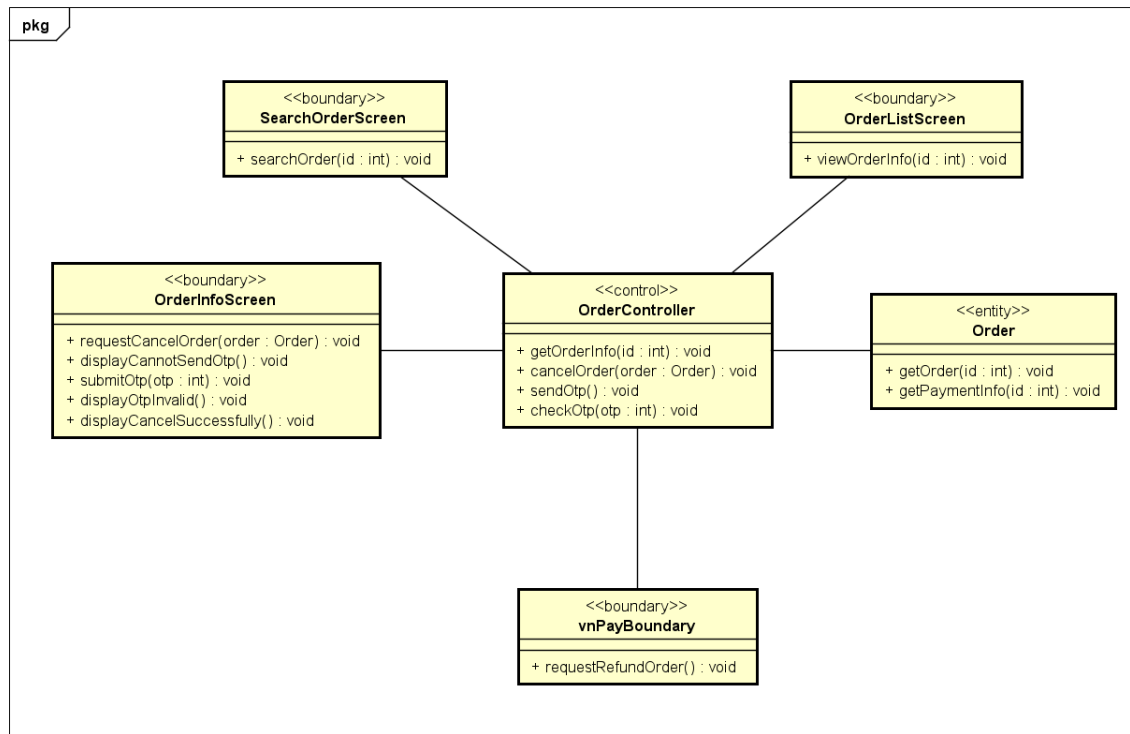 pkg
<<boundary>>
SearchOrderScreen
+ searchOrder(id : int) : void
<<boundary>>
OrderListScreen
+ viewOrderInfo(id : int) : void
<<boundary>>
OrderInfoScreen
+ requestCancelOrder(order : Order) : void
+ displayCannotSendOtp() : void
+ submitOtp(otp : int) : void
+ displayOtpInvalid() : void
+ displayCancelSuccessfully() : void
<<control>>
OrderController
+ getOrderInfo(id : int) : void
+ cancelOrder(order : Order) : void
+ sendOtp() : void
+ checkOtp(otp : int) : void
<<entity>>
Order
+ getOrder(id : int) : void
+ getPaymentInfo(id : int) : void
<<boundary>>
vnPayBoundary
+ requestRefundOrder() : void